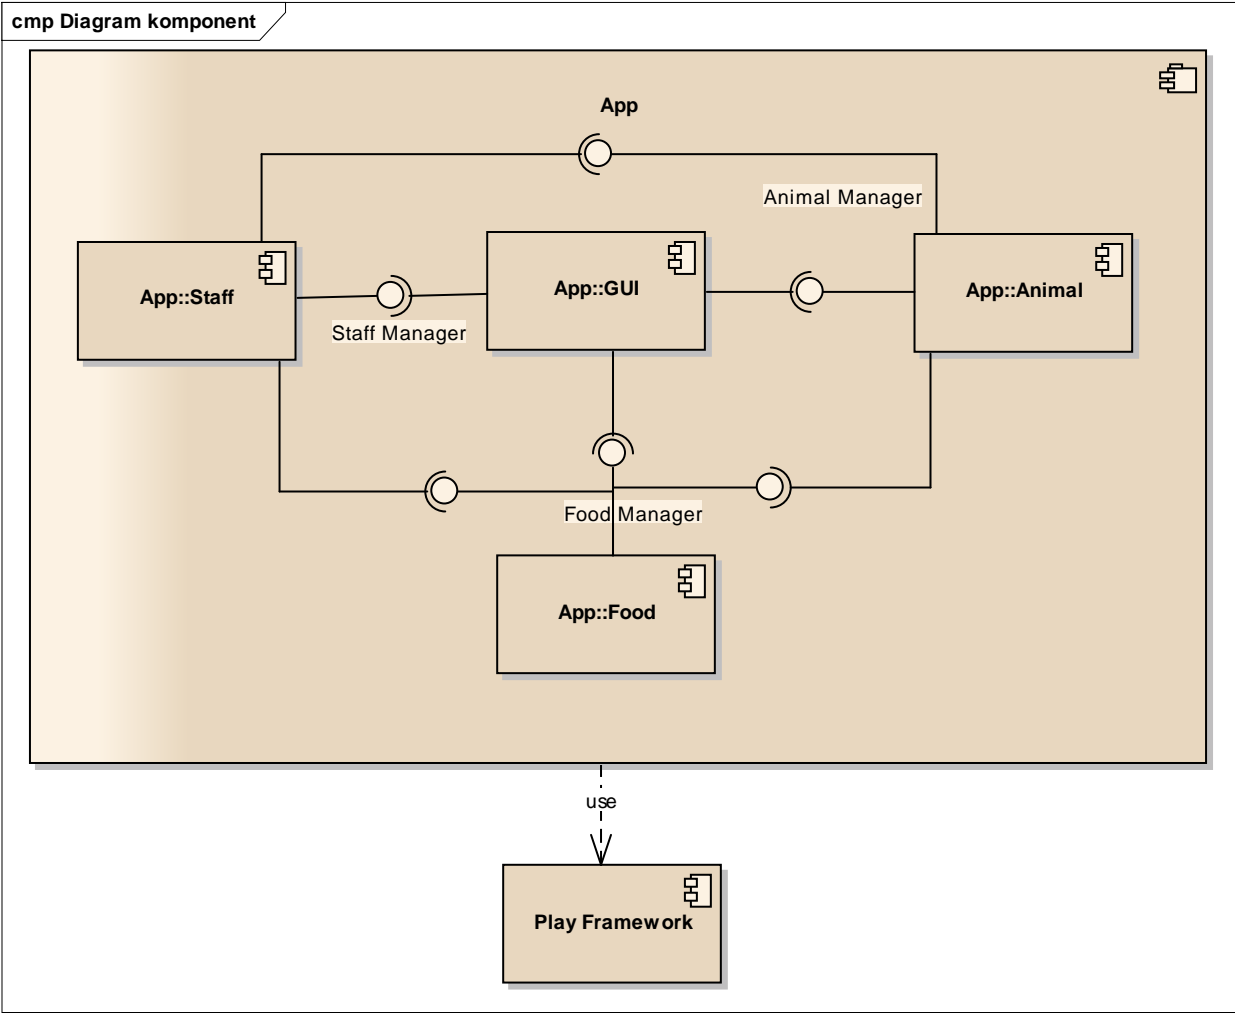 cmp Diagram komponent
App
Animal Manager
App::Staff
App::GUI
App::Animal
Staff Manager
Food Manager
App::Food
use
Play Framework